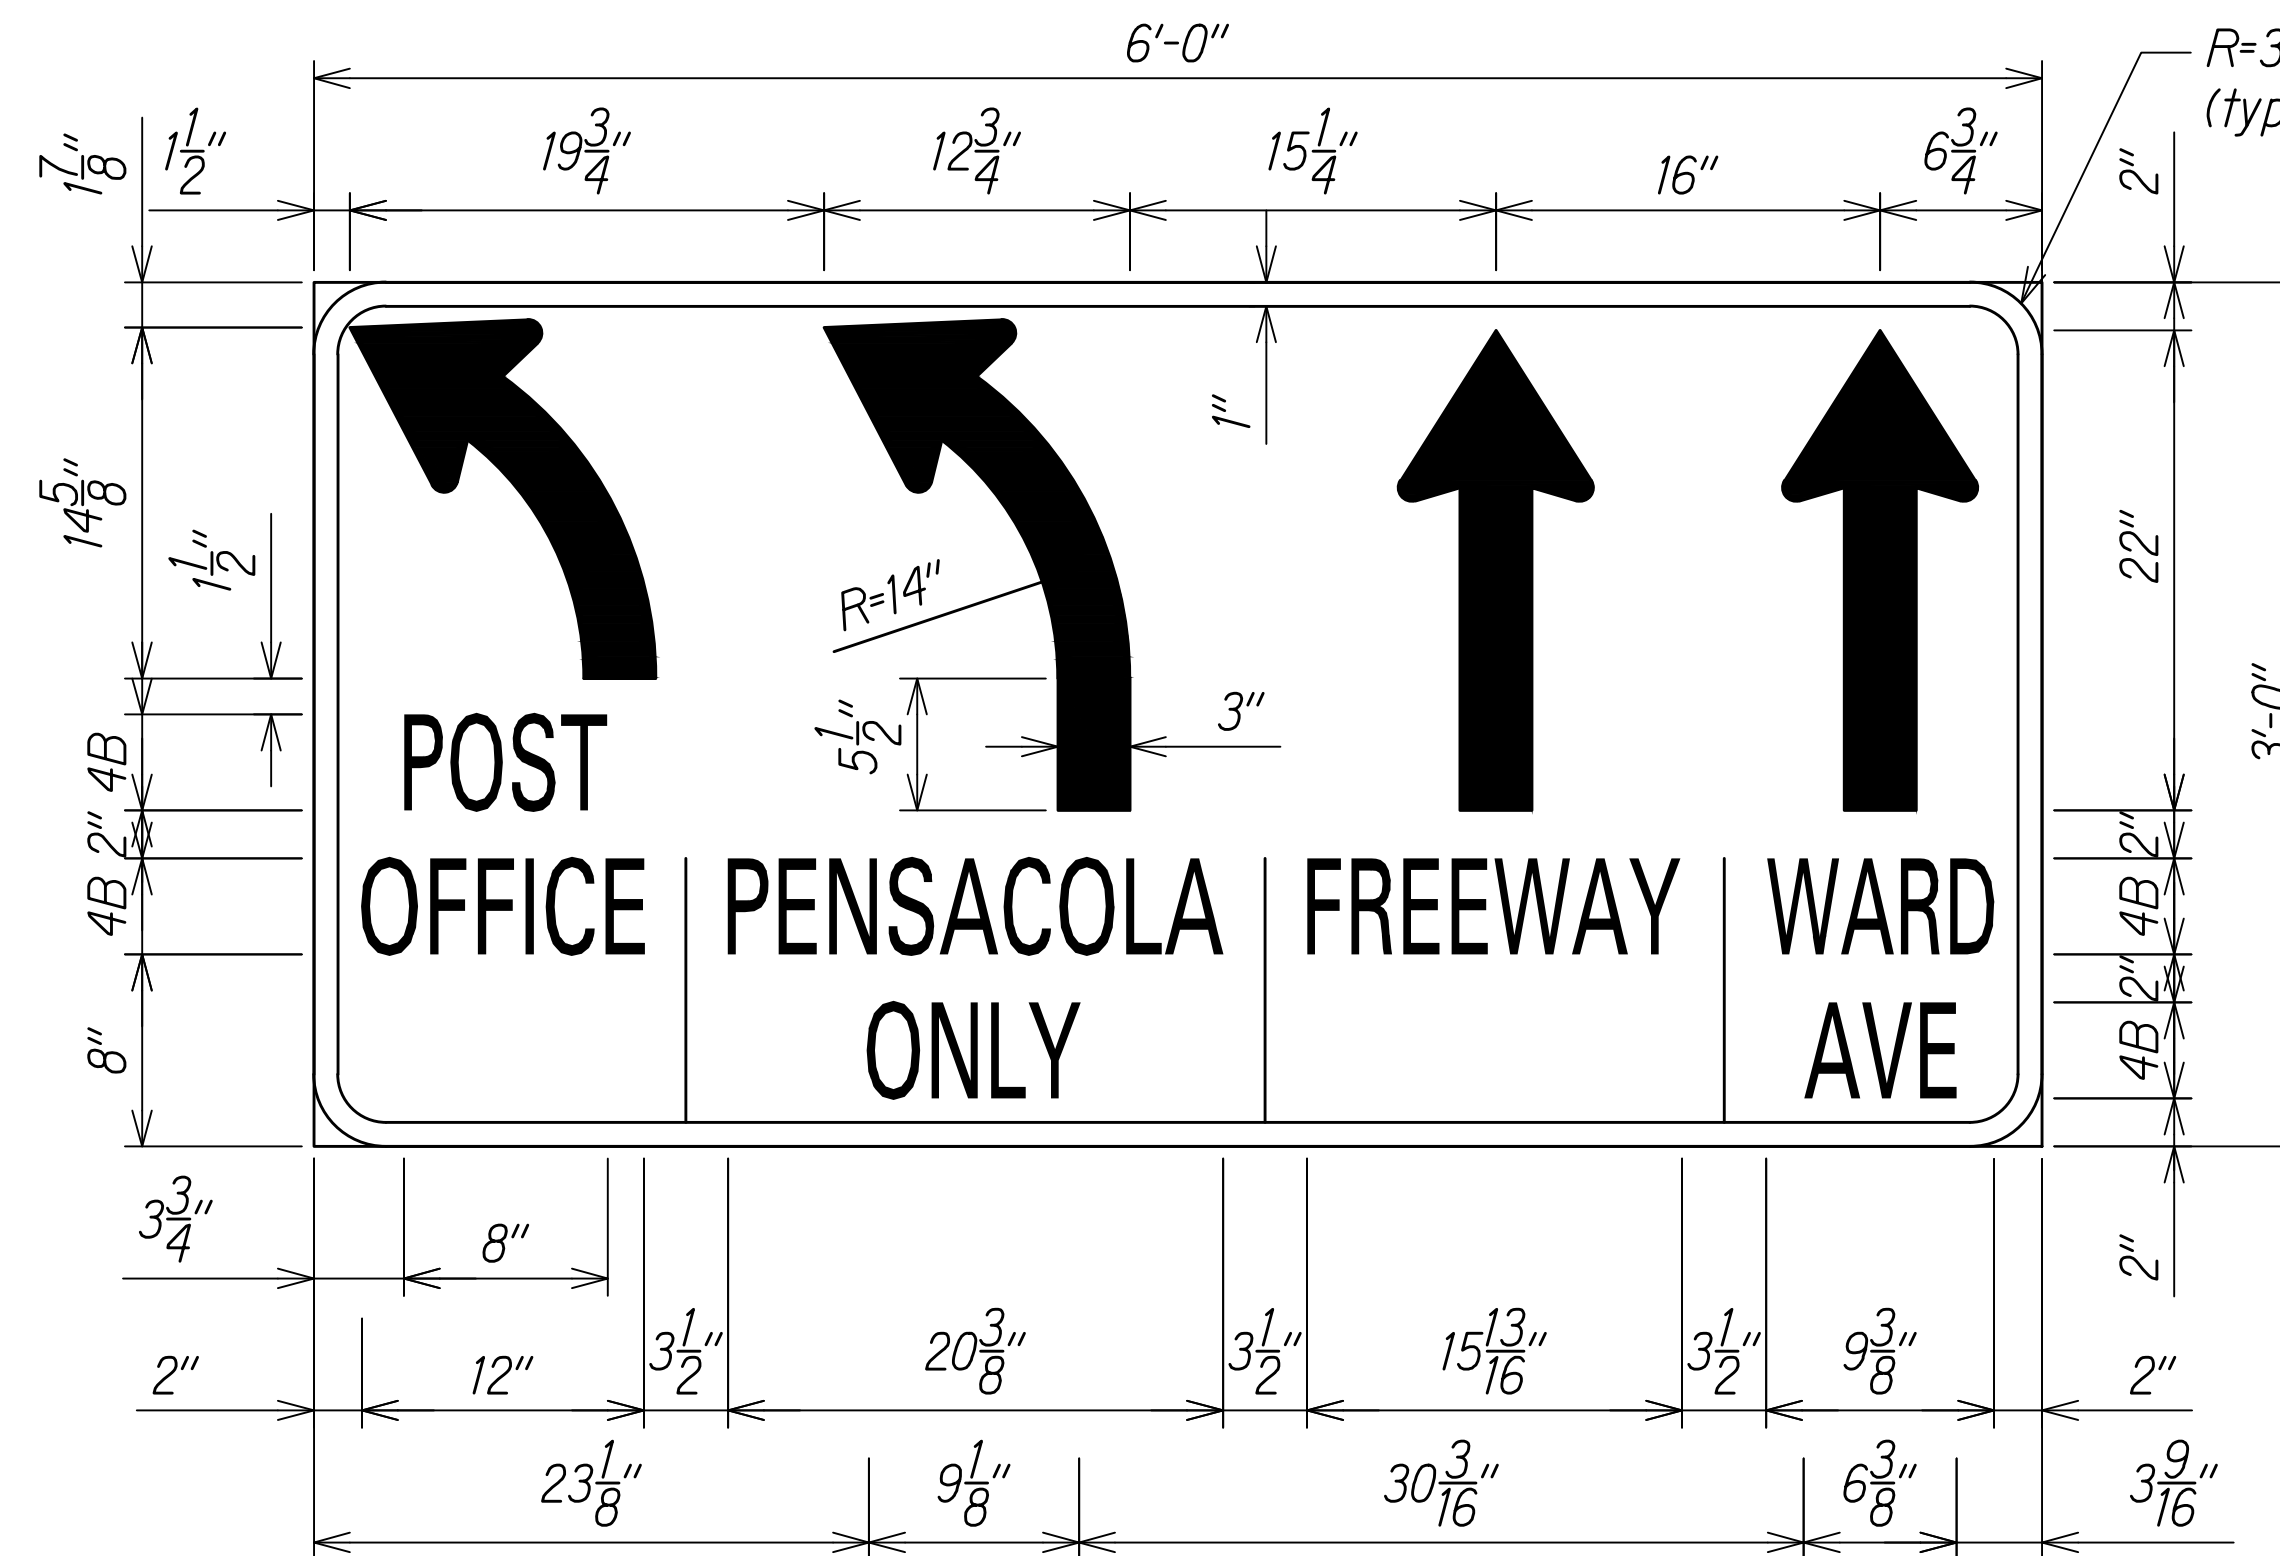 6'-0"
R=3
(typ
1 7/8" 1 1/2" 19 3/4" 12 3/4" 15 1/4" 16" 6 3/4" 2"
1"
14 5/8" 1 1/2" 22"
R=14"
5 1/2" 3" 3'-0"
4B POST
2" 2"
4B OFFICE PENSACOLA FREEWAY WARD 4B
2"
8" ONLY AVE 4B
3 3/4" 8" 2"
2" 12" 3 1/2" 20 3/8" 3 1/2" 15 13/16" 3 1/2" 9 3/8" 2"
23 1/8" 9 1/8" 30 3/16" 6 3/8" 3 9/16"